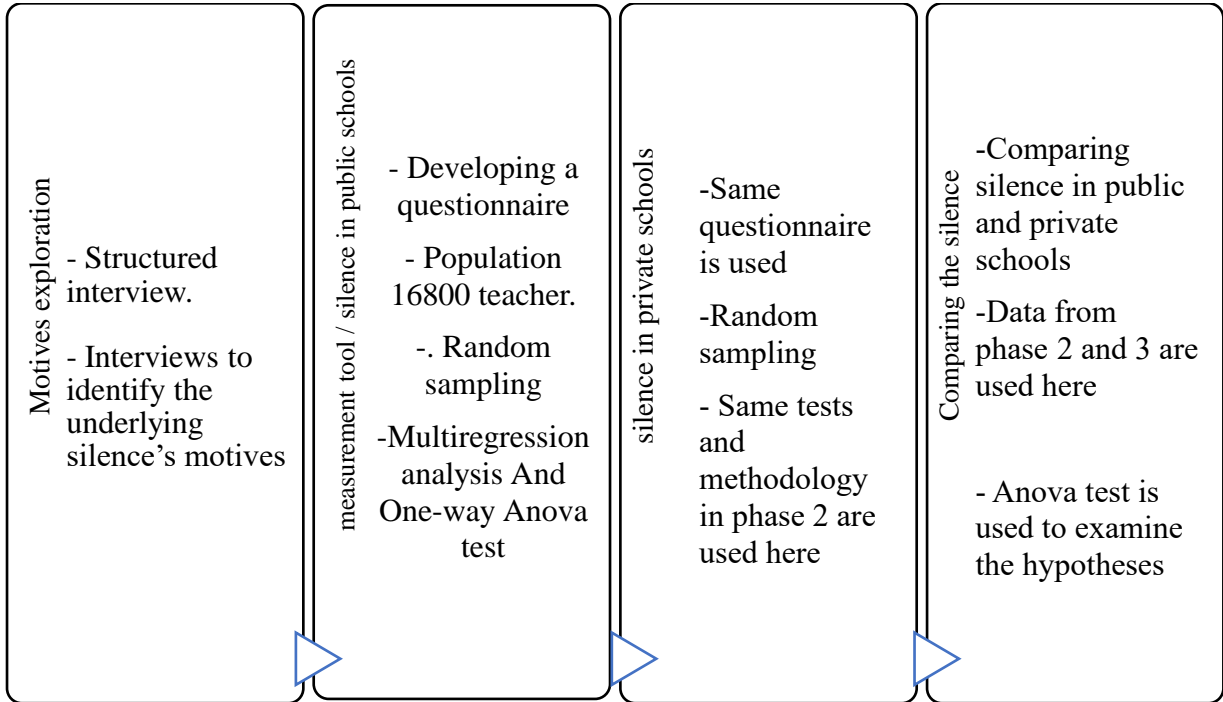 Motives exploration
- Structured
interview.
- Interviews to
identify the
underlying
silence’s motives
measurement tool / silence in public schools
- Developing a
questionnaire
- Population
16800 teacher.
-. Random
sampling
-Multiregression
analysis And
One-way Anova
test
silence in private schools
-Same
questionnaire
is used
-Random
sampling
- Same tests
and
methodology
in phase 2 are
used here
Comparing the silence
-Comparing
silence in public
and private
schools
-Data from
phase 2 and 3 are
used here
- Anova test is
used to examine
the hypotheses